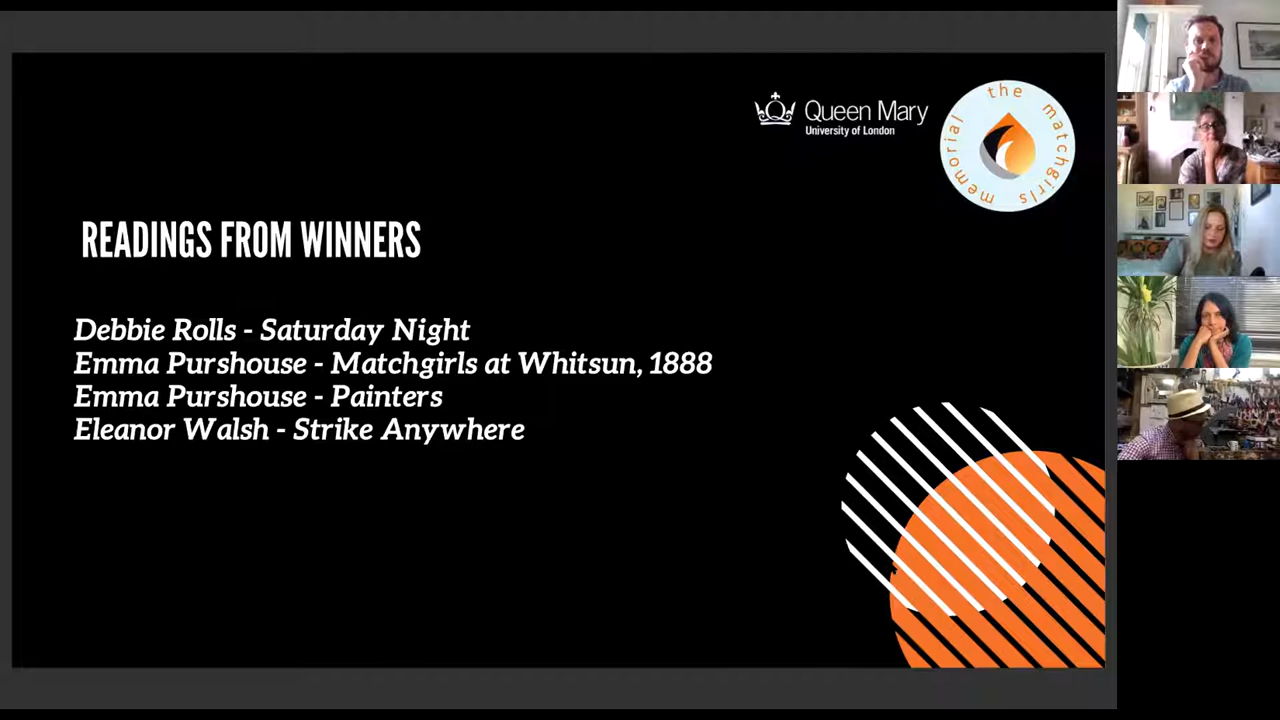 Queen Mary
University of London
the matchgirls memorial
READINGS FROM WINNERS
Debbie Rolls - Saturday Night
Emma Purshouse - Matchgirls at Whitsun, 1888
Emma Purshouse - Painters
Eleanor Walsh - Strike Anywhere